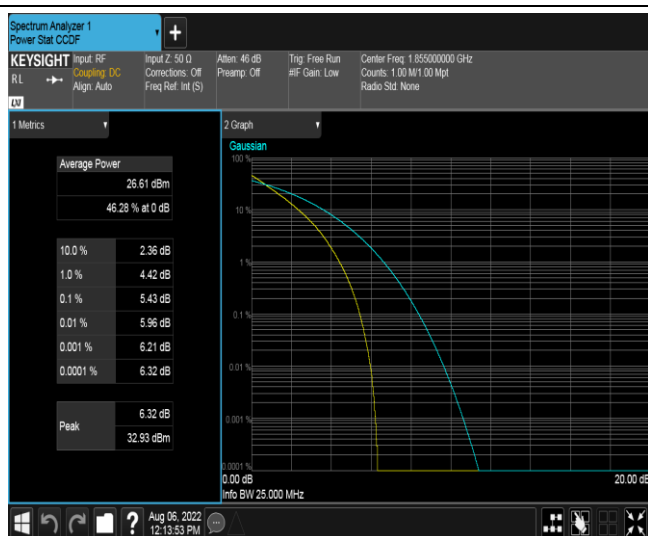 Spectrum Analyzer 1
Power Stat CCDF
+
KEYSIGHT
RL
LXI
Input: RF
Coupling: DC
Align: Auto
Input Z: 50 Ω
Corrections: Off
Freq Ref: Int (S)
Atten: 46 dB
Preamp: Off
Trig: Free Run
#IF Gain: Low
Center Freq: 1.855000000 GHz
Counts: 1.00 M/1.00 Mpt
Radio Std: None
1 Metrics
Average Power
26.61 dBm
46.28 % at 0 dB
10.0 % 2.36 dB
1.0 % 4.42 dB
0.1 % 5.43 dB
0.01 % 5.96 dB
0.001 % 6.21 dB
0.0001 % 6.32 dB
Peak
6.32 dB
32.93 dBm
2 Graph
Gaussian
100 %
10 %
1 %
0.1 %
0.01 %
0.001 %
0.0001 %
0.00 dB
20.00 dB
Info BW 25.000 MHz
?
Aug 06, 2022
12:13:53 PM